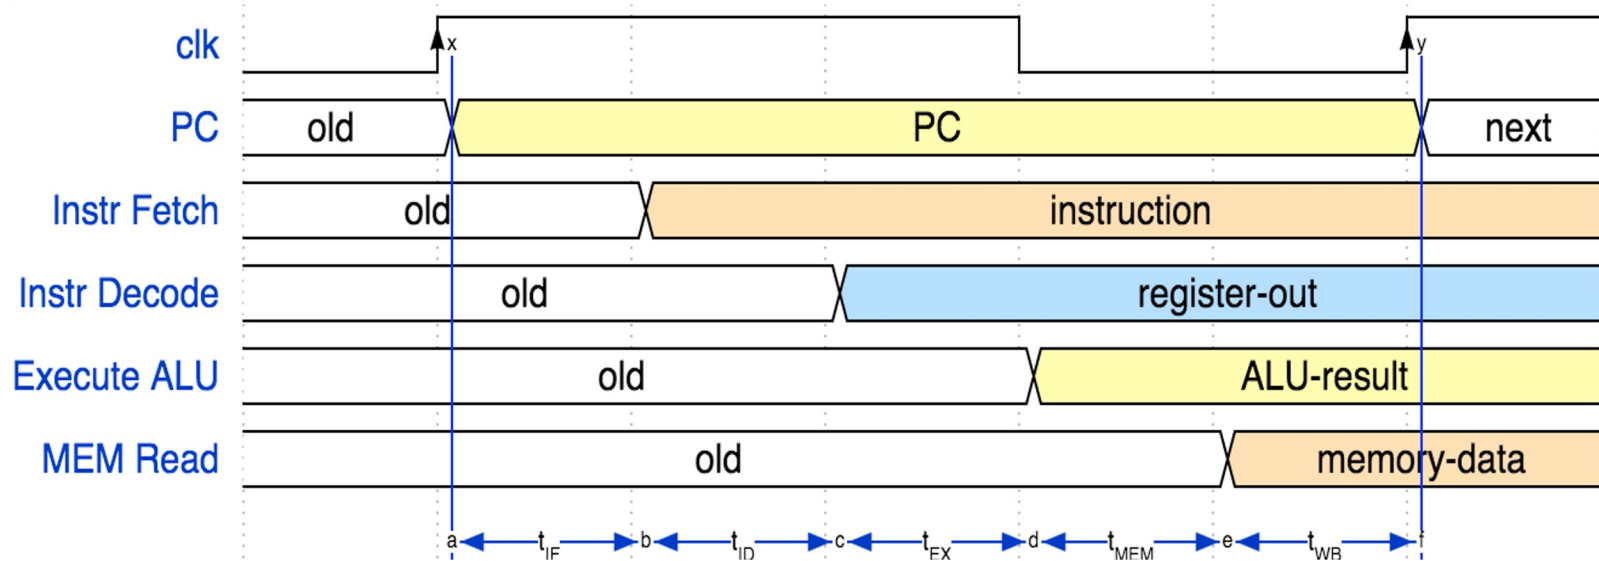 clk x y
PC old PC next
Instr Fetch old instruction
Instr Decode old register-out
Execute ALU old ALU-result
MEM Read old memory-data
a tIF b tID c tEX d tMEM e tWB f